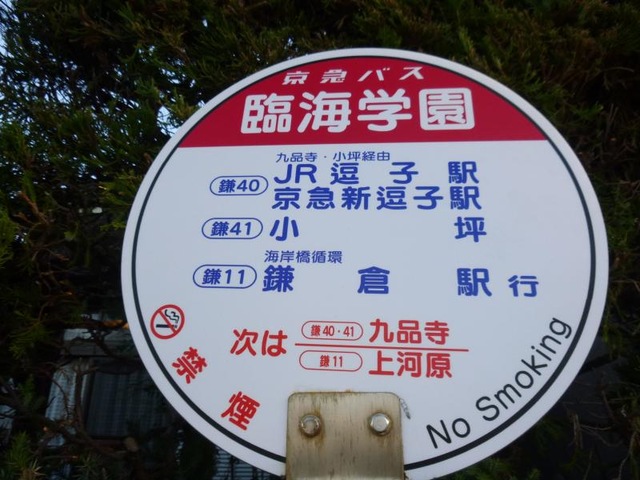 京急バス
臨海学園
九品寺・小坪経由
鎌40 JR逗子駅
京急新逗子駅
鎌41 小坪
海岸橋循環
鎌11 鎌倉駅行
次は 鎌40・41 九品寺
鎌11 上河原
禁煙
No Smoking